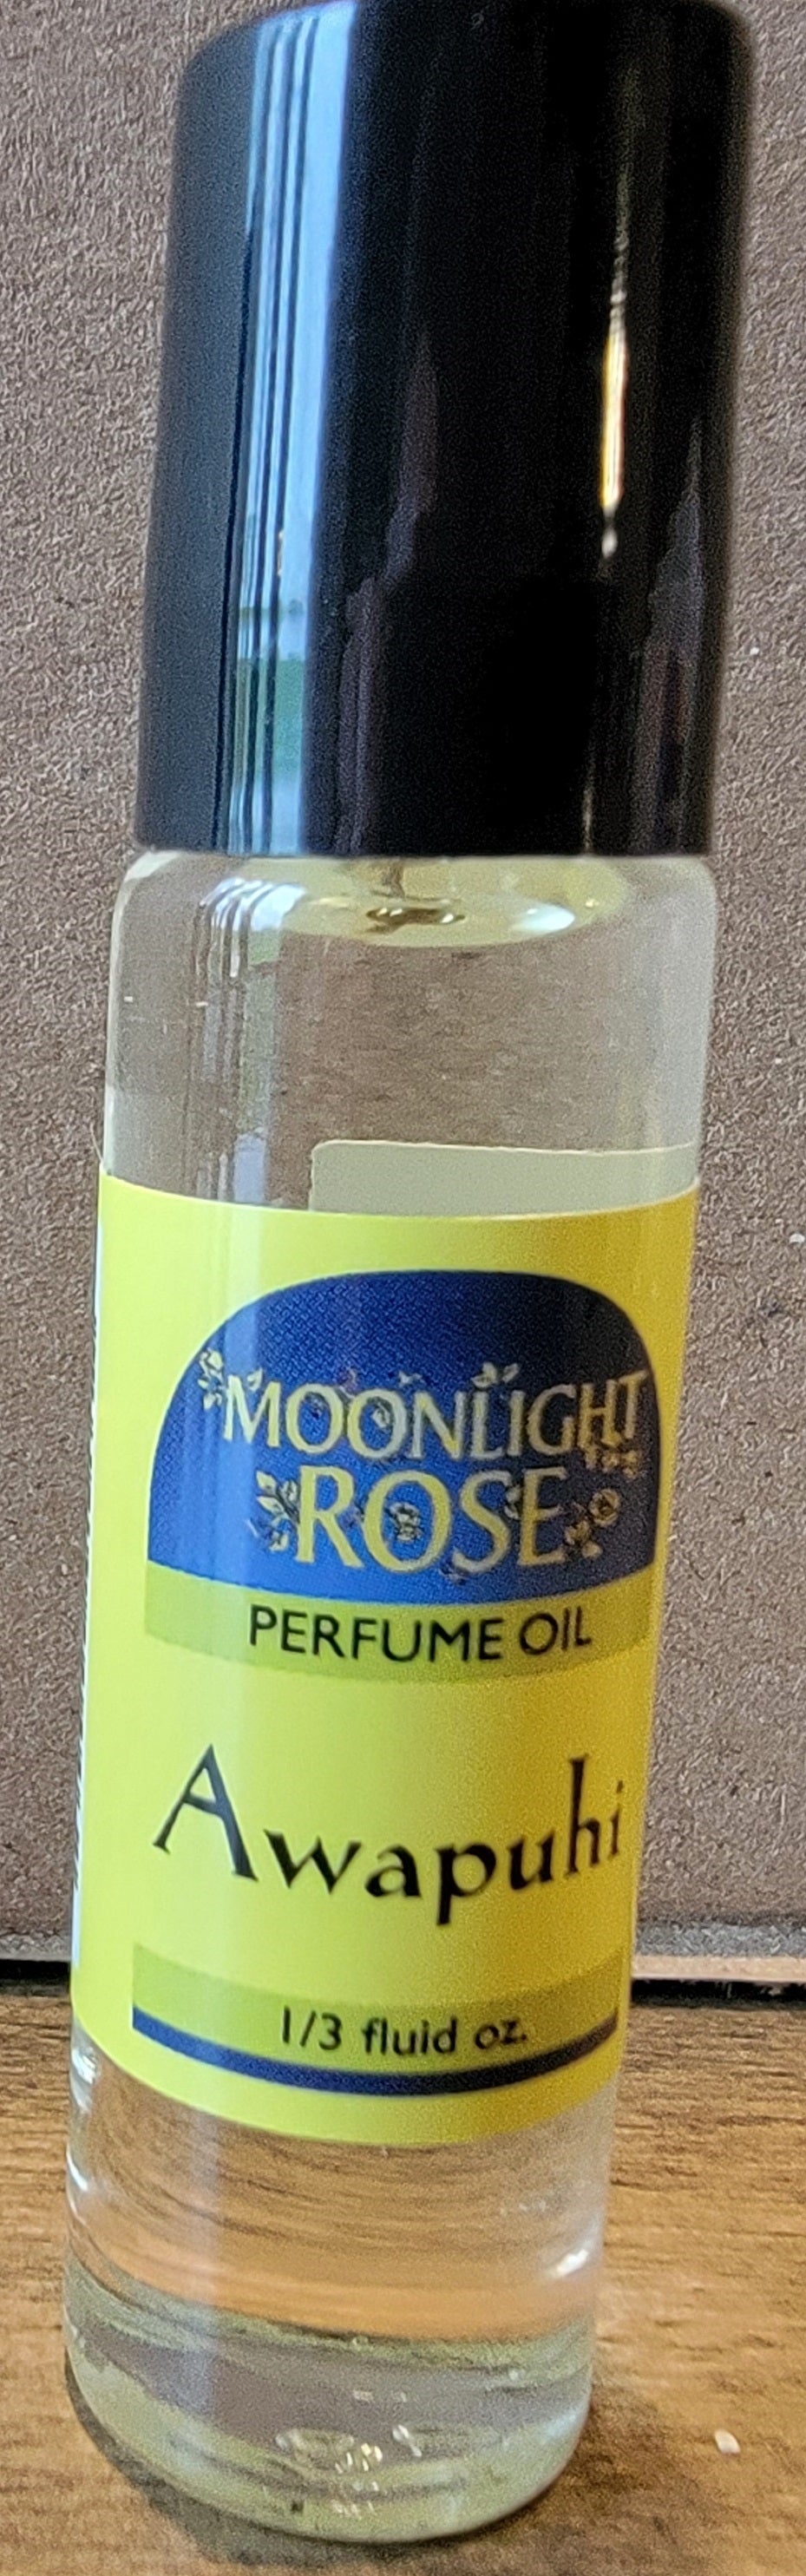 MOONLIGHT
ROSE
PERFUME OIL
Awapuhi
1/3 fluid oz.